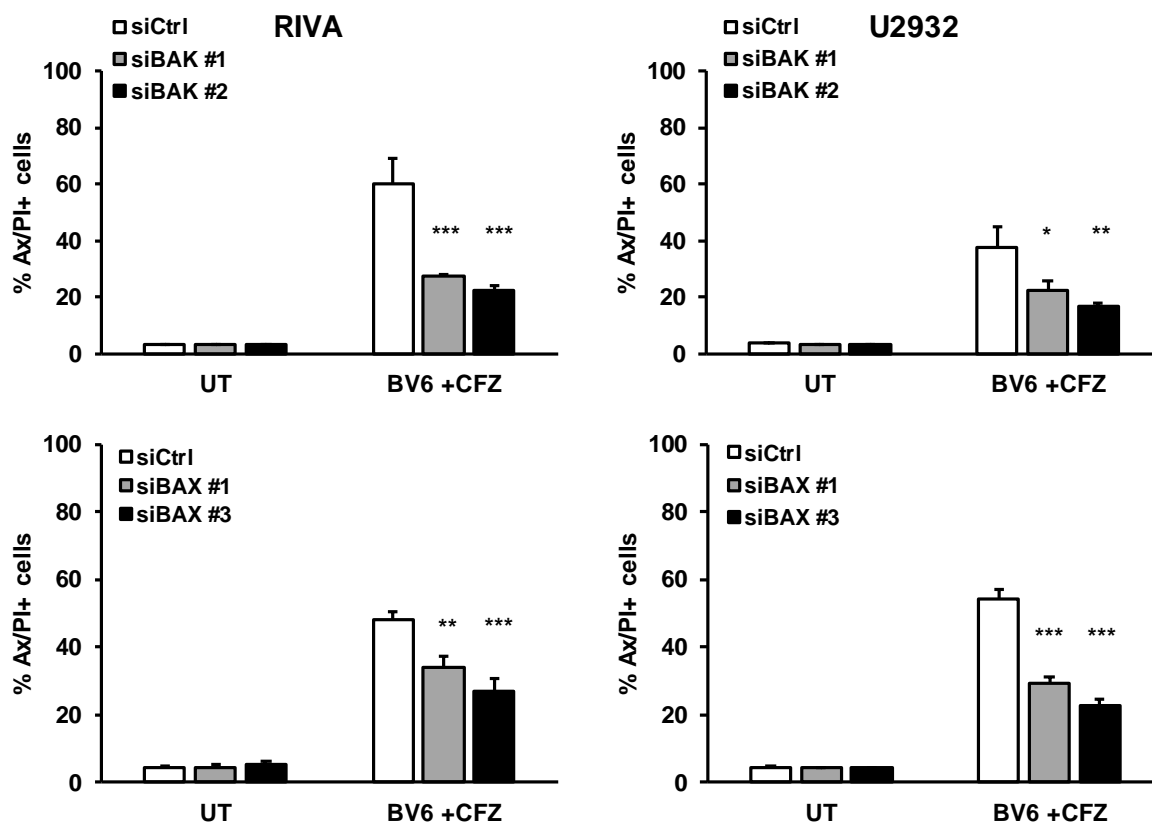 RIVA
siCtrl
siBAK #1
siBAK #2
% Ax/PI+ cells
100
80
60
40
20
0
***
***
UT
BV6 +CFZ
U2932
siCtrl
siBAK #1
siBAK #2
% Ax/PI+ cells
100
80
60
40
20
0
*
**
UT
BV6 +CFZ
siCtrl
siBAX #1
siBAX #3
% Ax/PI+ cells
100
80
60
40
20
0
**
***
UT
BV6 +CFZ
siCtrl
siBAX #1
siBAX #3
% Ax/PI+ cells
100
80
60
40
20
0
***
***
UT
BV6 +CFZ